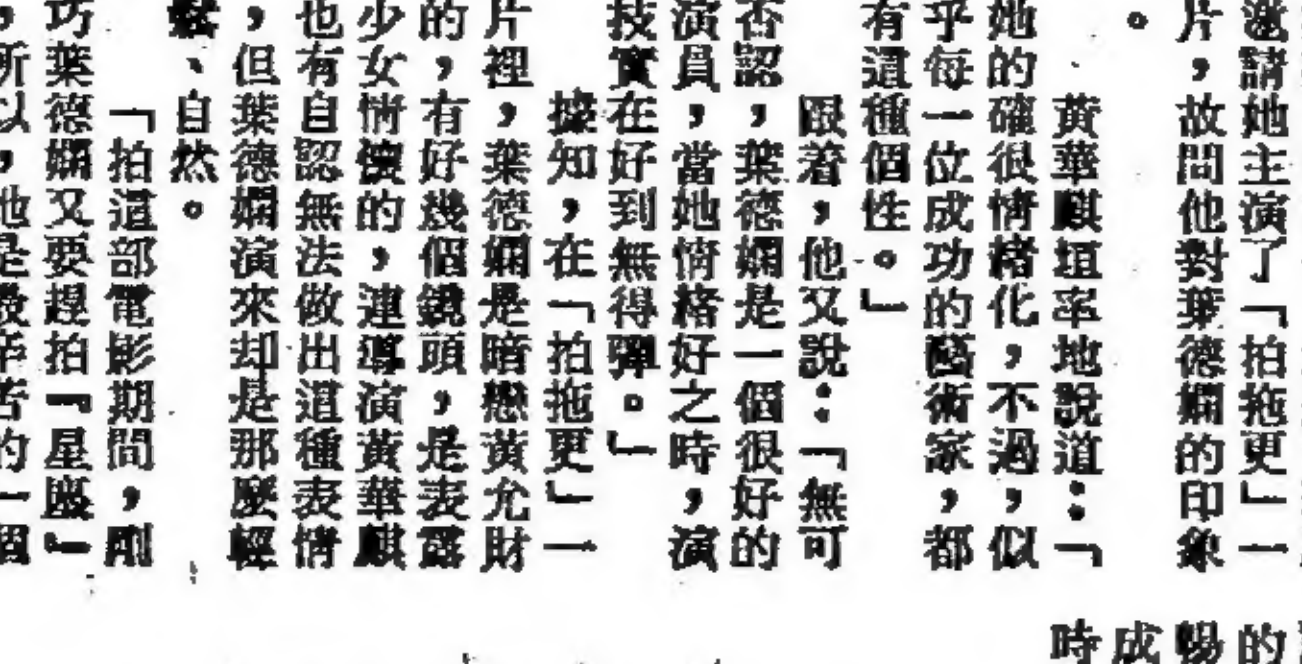 邀請她主演了「拍拖更」一
片，故問他對葉德嫻的印象
。
黃華麒坦率地說道：「
她的確很情緒化，不過，似
乎每一位成功的藝術家，都
有這種個性。」
跟着，他又說：「無可
否認，葉德嫻是一個很好的
演員，當她情緒好之時，演
技實在好到無得彈。」
據知，在「拍拖更」一
片裡，葉德嫻是暗戀黃允財
的，有好幾個鏡頭，是表露
少女情懷的，連導演黃華麒
也有自認無法做出這種表情
，但葉德嫻演來却是那麼輕
鬆、自然。
「拍這部電影期間，剛
巧葉德嫻又要趕拍『星塵』
，所以，她是最辛苦的一個
的
暢
成
時